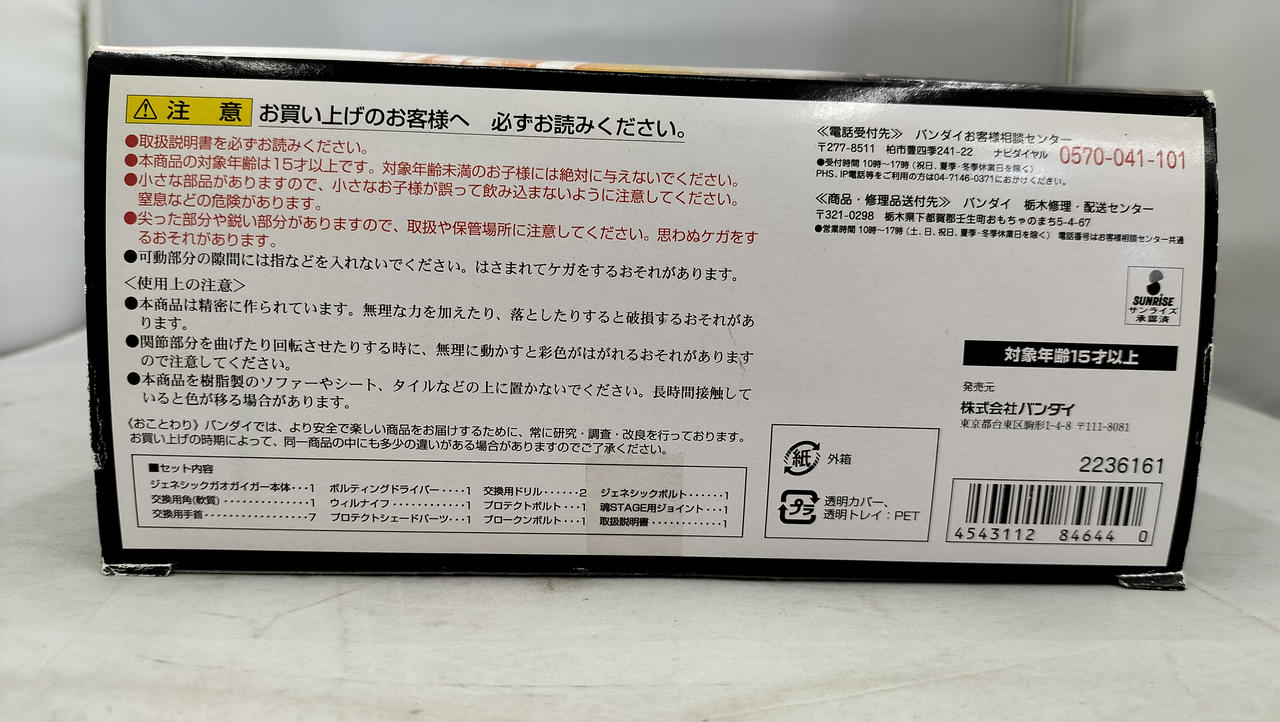 ⚠注 意 お買い上げのお客様へ 必ずお読みください。
●取扱説明書を必ずお読みください。
●本商品の対象年齢は15才以上です。対象年齢未満のお子様には絶対に与えないでください。
●小さな部品がありますので、小さなお子様が誤って飲み込まないように注意してください。
窒息などの危険があります。
●尖った部分や鋭い部分がありますので、取扱や保管場所に注意してください。思わぬケガをす
るおそれがあります。
●可動部分の隙間には指などを入れないでください。はさまれてケガをするおそれがあります。
〈使用上の注意〉
●本商品は精密に作られています。無理な力を加えたり、落としたりすると破損するおそれがあ
ります。
●関節部分を曲げたり回転させたりする時に、無理に動かすと彩色がはがれるおそれがあります
ので注意してください。
●本商品を樹脂製のソファーやシート、タイルなどの上に置かないでください。長時間接触して
いると色が移る場合があります。
《おことわり》バンダイでは、より安全で楽しい商品をお届けするために、常に研究・調査・改良を行っております。
お買い上げの時期によって、同一商品の中にも多少の違いがある場合がありますのでご了承ください。
■セット内容
ジェネシックガオガイガー本体・・・1 ボルティングドライバー・・・・1 交換用ドリル・・・・・・2 ジェネシックボルト・・・・・・1
交換用角(軟質)・・・・・・・・・・・・1 ウィルナイフ・・・・・・・・・・・・1 プロテクトボルト・・・1 魂STAGE用ジョイント・・・1
交換用手首・・・・・・・・・・・・・・・7 プロテクトシェードパーツ・・・1 ブロークンボルト・・・1 取扱説明書・・・・・・・・・・・・1
≪電話受付先≫ バンダイお客様相談センター
〒277-8511 柏市豊四季241-22 ナビダイヤル 0570-041-101
●受付時間 10時〜17時(祝日、夏季・冬季休業日を除く)
PHS、IP電話等をご利用の方は04-7146-0371におかけください。
≪商品・修理品送付先≫ バンダイ 栃木修理・配送センター
〒321-0298 栃木県下都賀郡壬生町おもちゃのまち5-4-67
●営業時間 10時〜17時(土、日、祝日、夏季・冬季休業日を除く) 電話番号はお客様相談センター共通
SUNRISE
サンライズ
承認済
対象年齢15才以上
発売元
株式会社バンダイ
東京都台東区駒形1-4-8 〒111-8081
2236161
紙 外箱
プラ 透明カバー、
透明トレイ：PET
4543112 84644 0